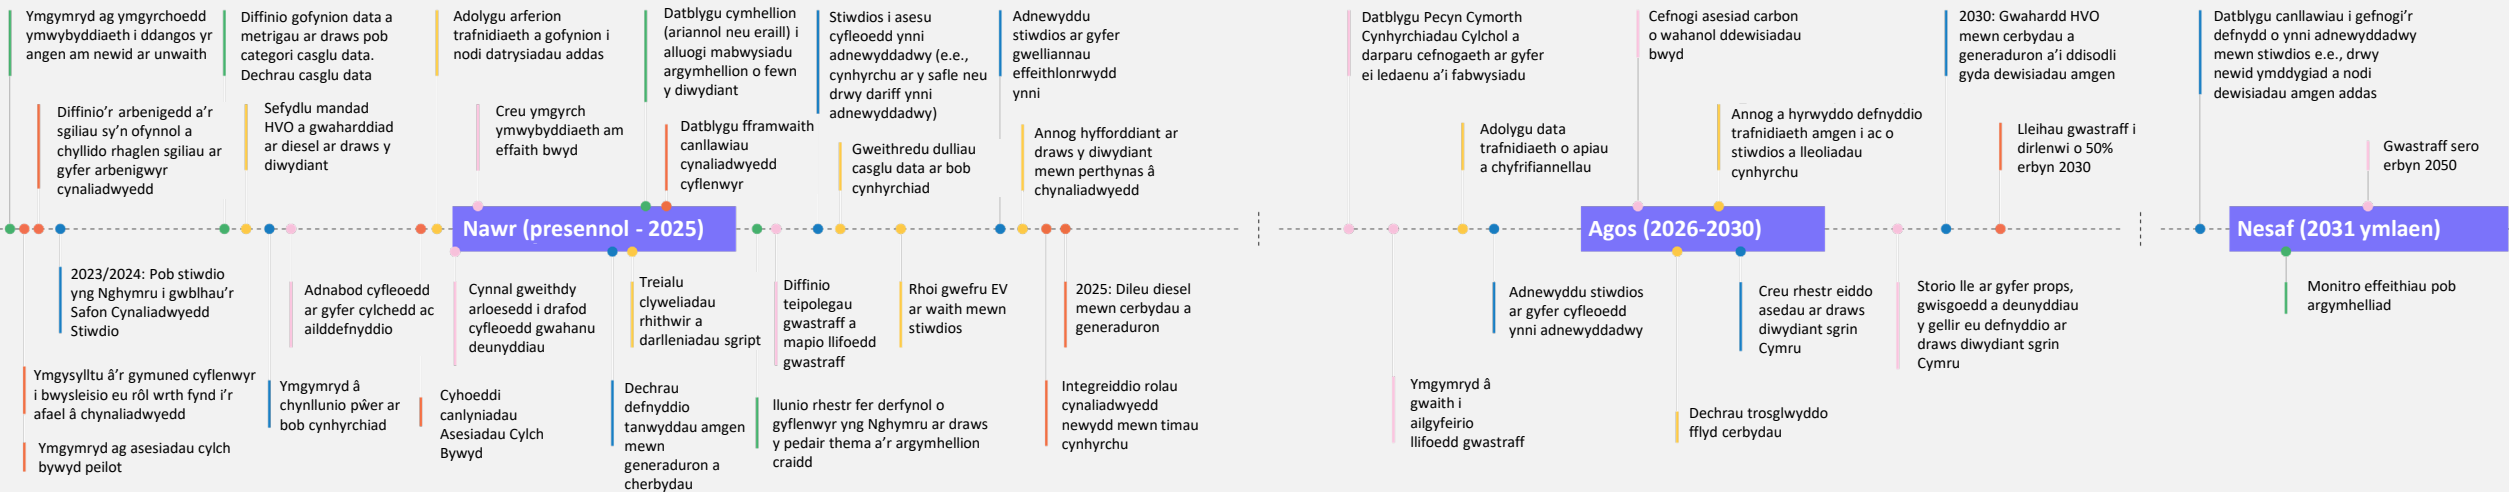 Ymgymryd ag ymgyrchoedd
ymwybyddiaeth i ddangos yr
angen am newid ar unwaith
Diffinio gofynion data a
metrigau ar draws pob
categori casglu data.
Dechrau casglu data
Adolygu arferion
trafnidiaeth a gofynion i
nodi datrysiadau addas
Datblygu cymhellion
(ariannol neu eraill) i
alluogi mabwysiadu
argymhellion o fewn
y diwydiant
Stiwdios i asesu
cyfleoedd ynni
adnewyddadwy (e.e.,
cynhyrchu ar y safle neu
drwy dariff ynni
adnewyddadwy)
Adnewyddu
stiwdios ar gyfer
gwelliannau
effeithlonrwydd
ynni
Datblygu Pecyn Cymorth
Cynhyrchiadau Cylchol a
darparu cefnogaeth ar gyfer
ei ledaenu a'i fabwysiadu
Cefnogi asesiad carbon
o wahanol ddewisiadau
bwyd
2030: Gwahardd HVO
mewn cerbydau a
generaduron a'i ddisodli
gyda dewisiadau amgen
Datblygu canllawiau i gefnogi'r
defnydd o ynni adnewyddadwy
mewn stiwdios e.e., drwy
newid ymddygiad a nodi
dewisiadau amgen addas
Diffinio'r arbenigedd a'r
sgiliau sy'n ofynnol a
chyllido rhaglen sgiliau ar
gyfer arbenigwyr
cynaliadwyedd
Sefydlu mandad
HVO a gwaharddiad
ar diesel ar draws y
diwydiant
Creu ymgyrch
ymwybyddiaeth am
effaith bwyd
Datblygu fframwaith
canllawiau
cynaliadwyedd
cyflenwyr
Gweithredu dulliau
casglu data ar bob
cynhyrchiad
Annog hyfforddiant ar
draws y diwydiant
mewn perthynas â
chynaliadwyedd
Adolygu data
trafnidiaeth o apiau
a chyfrifiannellau
Annog a hyrwyddo defnyddio
trafnidiaeth amgen i ac o
stiwdios a lleoliadau
cynhyrchu
Lleihau gwastraff i
dirlenwi o 50%
erbyn 2030
Gwastraff sero
erbyn 2050
Nawr (presennol - 2025)
Agos (2026-2030)
Nesaf (2031 ymlaen)
2023/2024: Pob stiwdio
yng Nghymru i gwblhau'r
Safon Cynaliadwyedd
Stiwdio
Adnabod cyfleoedd
ar gyfer cylchedd ac
ailddefnyddio
Cynnal gweithdy
arloesedd i drafod
cyfleoedd gwahanu
deunyddiau
Treialu
clyweliadau
rhithwir a
darlleniadau sgript
Diffinio
teipolegau
gwastraff a
mapio llifoedd
gwastraff
Rhoi gwefru EV
ar waith mewn
stiwdios
2025: Dileu diesel
mewn cerbydau a
generaduron
Adnewyddu stiwdios
ar gyfer cyfleoedd
ynni adnewyddadwy
Creu rhestr eiddo
asedau ar draws
diwydiant sgrin
Cymru
Storio lle ar gyfer props,
gwisgoedd a deunyddiau
y gellir eu defnyddio ar
draws diwydiant sgrin
Cymru
Monitro effeithiau pob
argymhelliad
Ymgysylltu â'r gymuned cyflenwyr
i bwysleisio eu rôl wrth fynd i'r
afael â chynaliadwyedd
Ymgymryd ag asesiadau cylch
bywyd peilot
Ymgymryd â
chynllunio pŵer ar
bob cynhyrchiad
Cyhoeddi
canlyniadau
Asesiadau Cylch
Bywyd
Dechrau
defnyddio
tanwyddau amgen
mewn
generaduron a
cherbydau
llunio rhestr fer derfynol o
gyflenwyr yng Nghymru ar draws
y pedair thema a'r argymhellion
craidd
Integreiddio rolau
cynaliadwyedd
newydd mewn timau
cynhyrchu
Ymgymryd â
gwaith i
ailgyfeirio
llifoedd gwastraff
Dechrau trosglwyddo
fflyd cerbydau